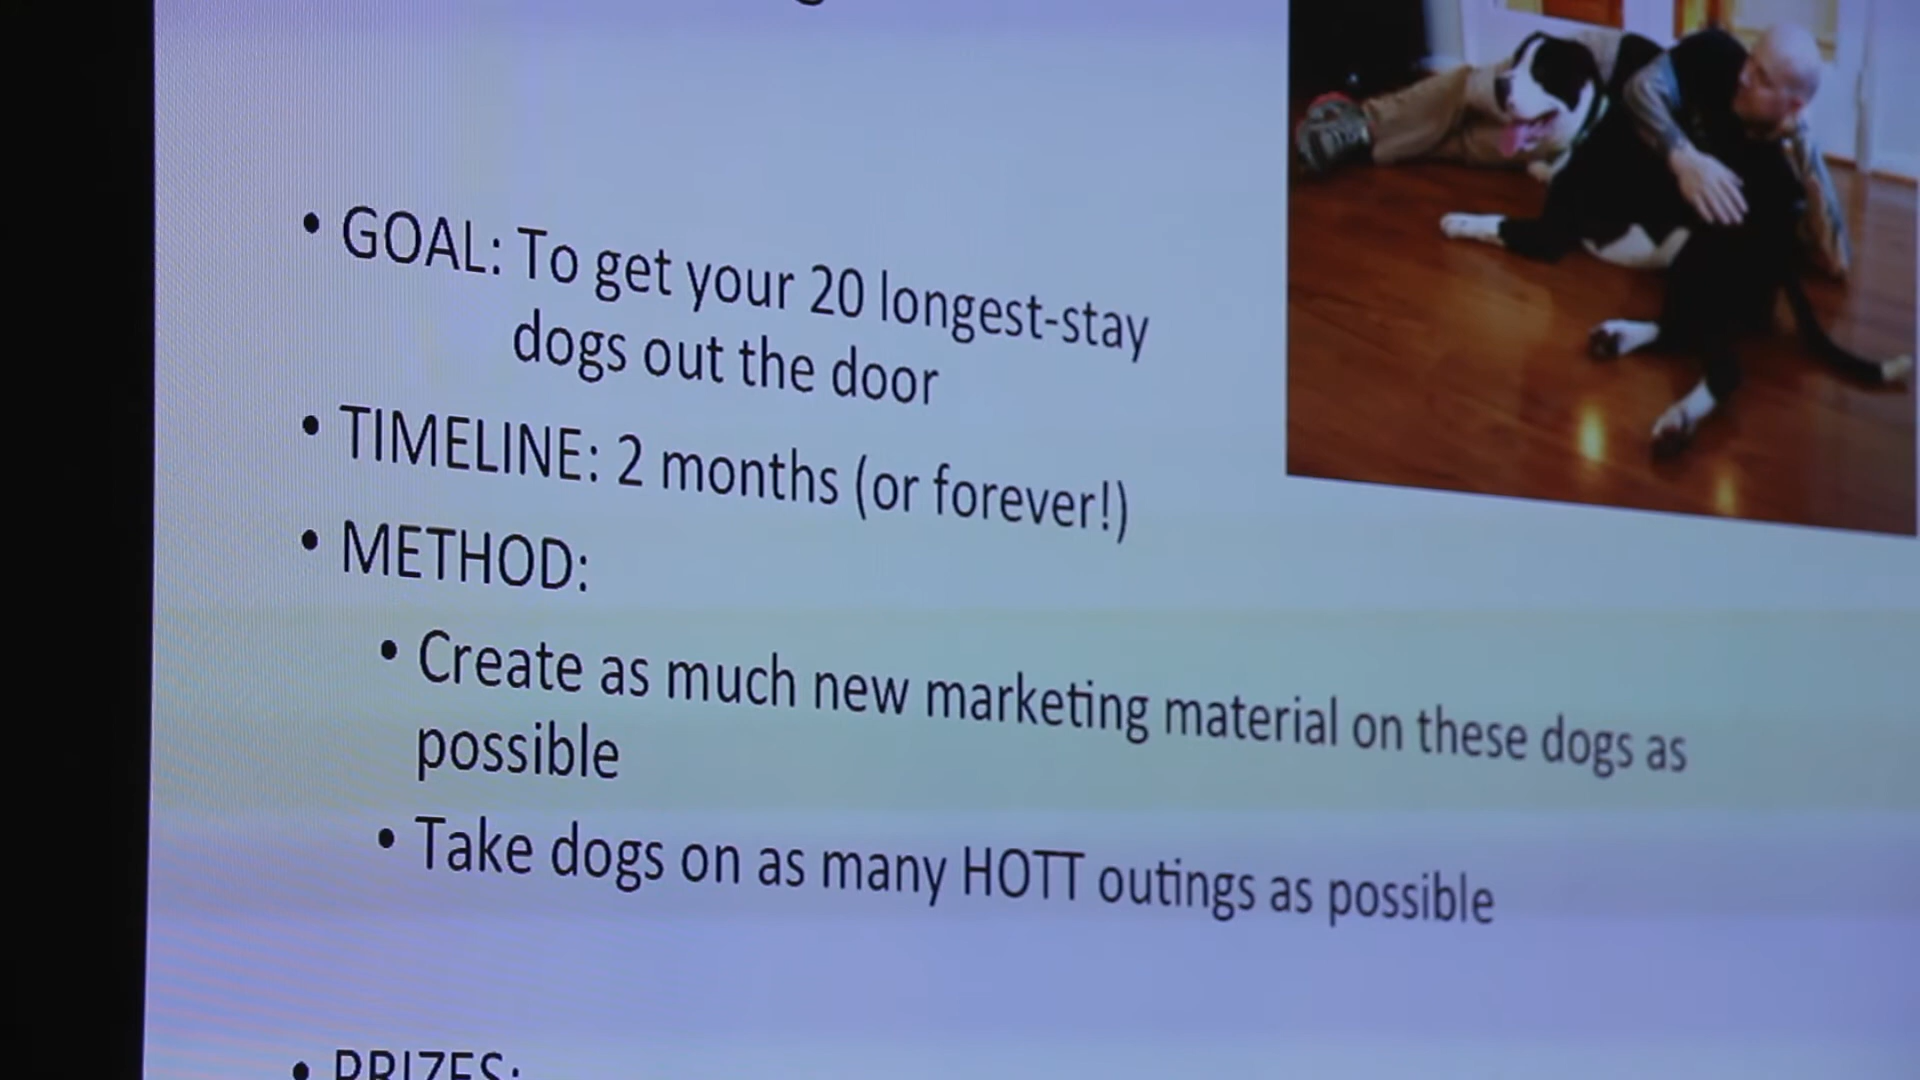 • GOAL: To get your 20 longest-stay
dogs out the door
• TIMELINE: 2 months (or forever!)
• METHOD:
• Create as much new marketing material on these dogs as
possible
• Take dogs on as many HOTT outings as possible
• PRIZES: